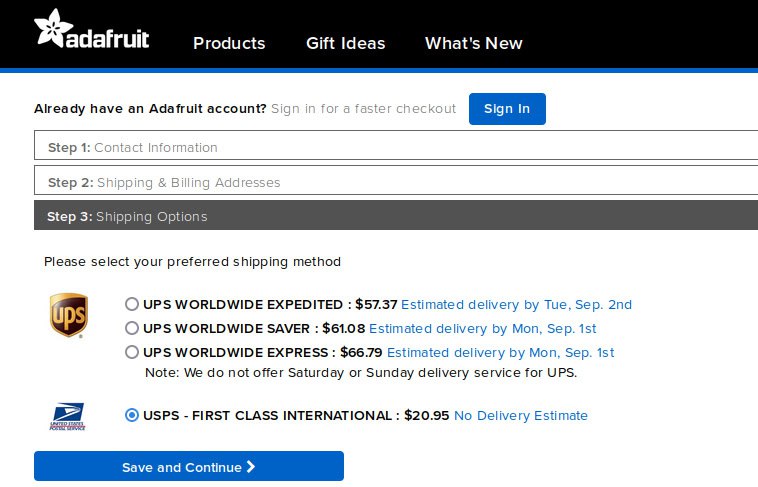 adafruit Products Gift Ideas What's New
Already have an Adafruit account? Sign in for a faster checkout Sign In
Step 1: Contact Information
Step 2: Shipping & Billing Addresses
Step 3: Shipping Options
Please select your preferred shipping method
ups
UPS WORLDWIDE EXPEDITED : $57.37 Estimated delivery by Tue, Sep. 2nd
UPS WORLDWIDE SAVER : $61.08 Estimated delivery by Mon, Sep. 1st
UPS WORLDWIDE EXPRESS : $66.79 Estimated delivery by Mon, Sep. 1st
Note: We do not offer Saturday or Sunday delivery service for UPS.
UNITED STATES
POSTAL SERVICE
USPS - FIRST CLASS INTERNATIONAL : $20.95 No Delivery Estimate
Save and Continue